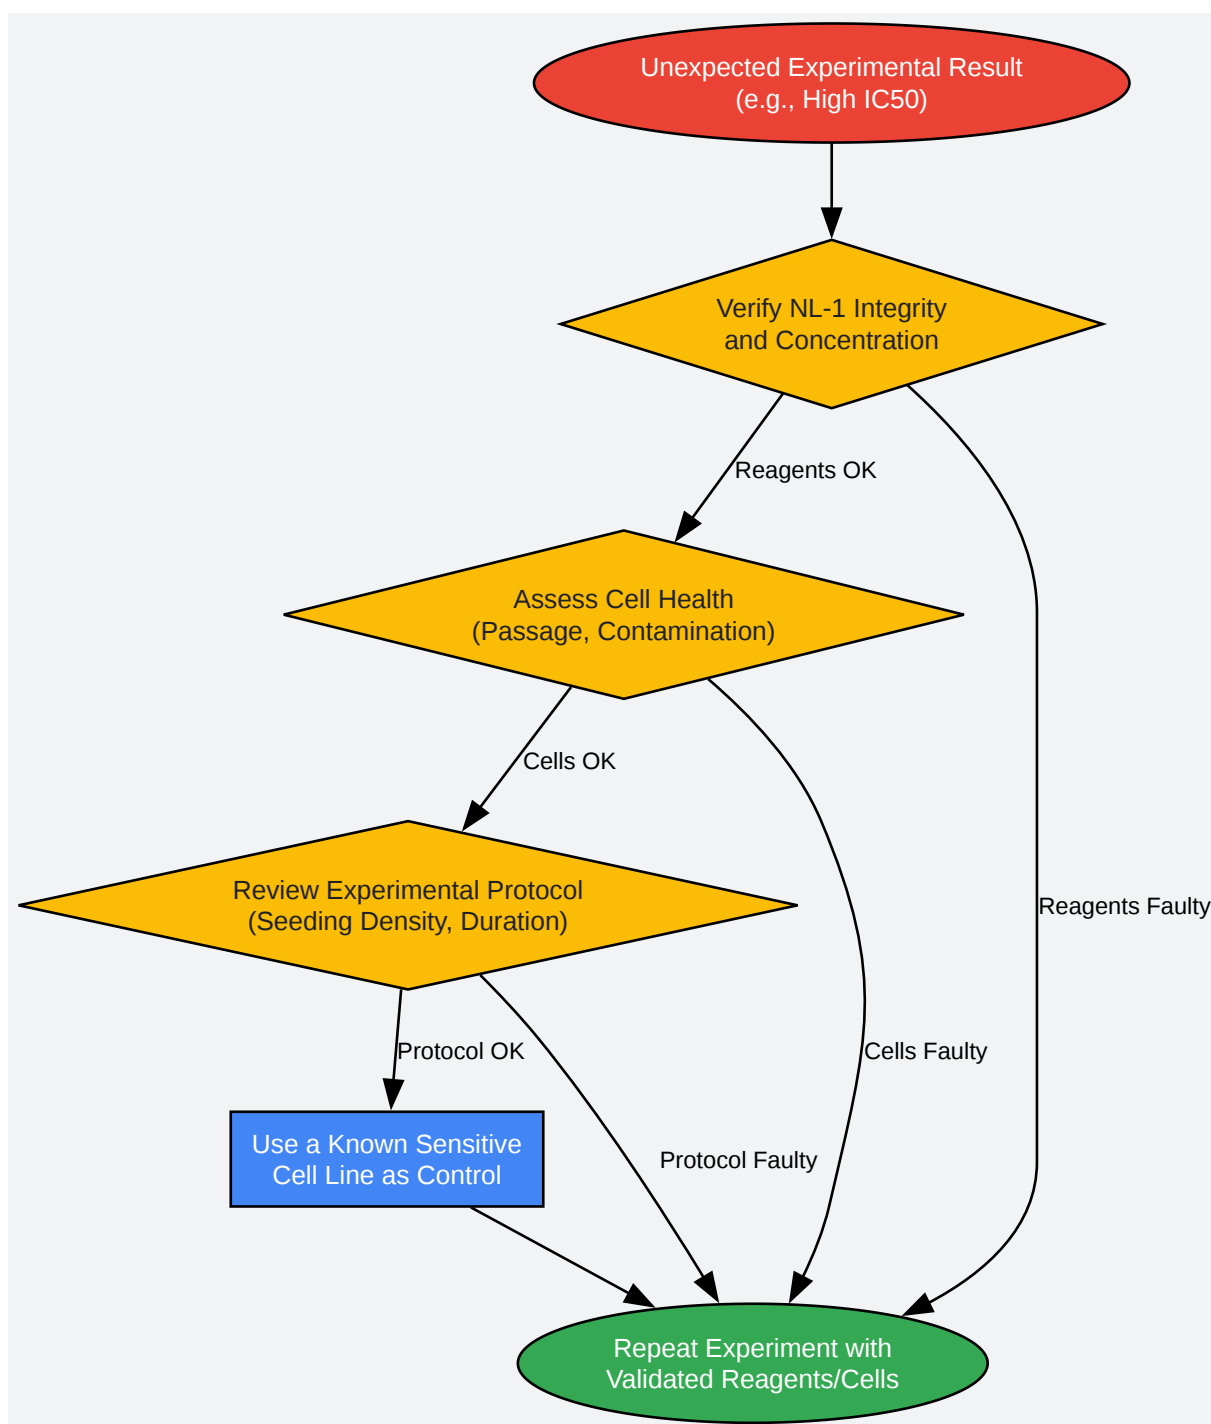 Unexpected Experimental Result
(e.g., High IC50)
Verify NL-1 Integrity
and Concentration
Reagents OK
Assess Cell Health
(Passage, Contamination)
Cells OK
Review Experimental Protocol
(Seeding Density, Duration)
Reagents Faulty
Protocol OK
Cells Faulty
Use a Known Sensitive
Cell Line as Control
Protocol Faulty
Repeat Experiment with
Validated Reagents/Cells